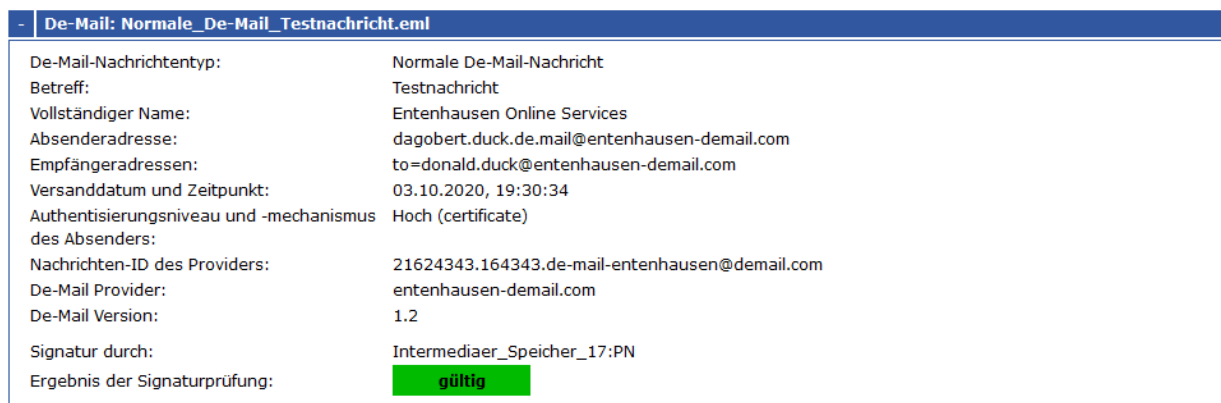 - De-Mail: Normale_De-Mail_Testnachricht.eml
De-Mail-Nachrichtentyp: Normale De-Mail-Nachricht
Betreff: Testnachricht
Vollständiger Name: Entenhausen Online Services
Absenderadresse: dagobert.duck.de.mail@entenhausen-demail.com
Empfängeradressen: to=donald.duck@entenhausen-demail.com
Versanddatum und Zeitpunkt: 03.10.2020, 19:30:34
Authentisierungsniveau und -mechanismus Hoch (certificate)
des Absenders:
Nachrichten-ID des Providers: 21624343.164343.de-mail-entenhausen@demail.com
De-Mail Provider: entenhausen-demail.com
De-Mail Version: 1.2
Signatur durch: Intermediaer_Speicher_17:PN
Ergebnis der Signaturprüfung: gültig